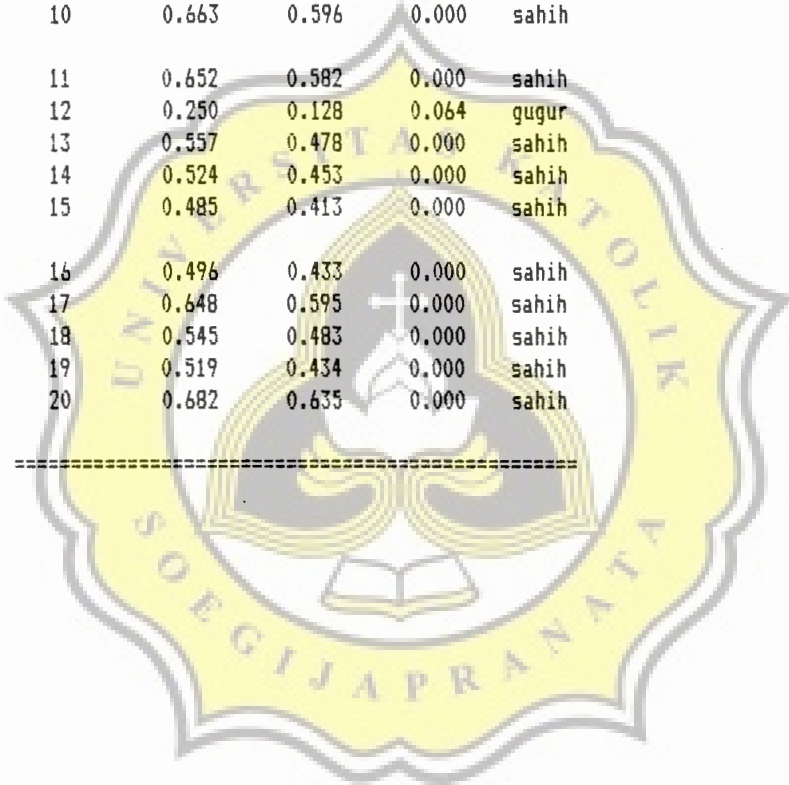 10 0.663 0.596 0.000 sahih
11 0.652 0.582 0.000 sahih
12 0.250 0.128 0.064 gugur
13 0.557 0.478 0.000 sahih
14 0.524 0.453 0.000 sahih
15 0.485 0.413 0.000 sahih
16 0.496 0.433 0.000 sahih
17 0.648 0.595 0.000 sahih
18 0.545 0.483 0.000 sahih
19 0.519 0.434 0.000 sahih
20 0.682 0.635 0.000 sahih
UNIVERSITAS KATOLIK
SOEGIJAPRANATA